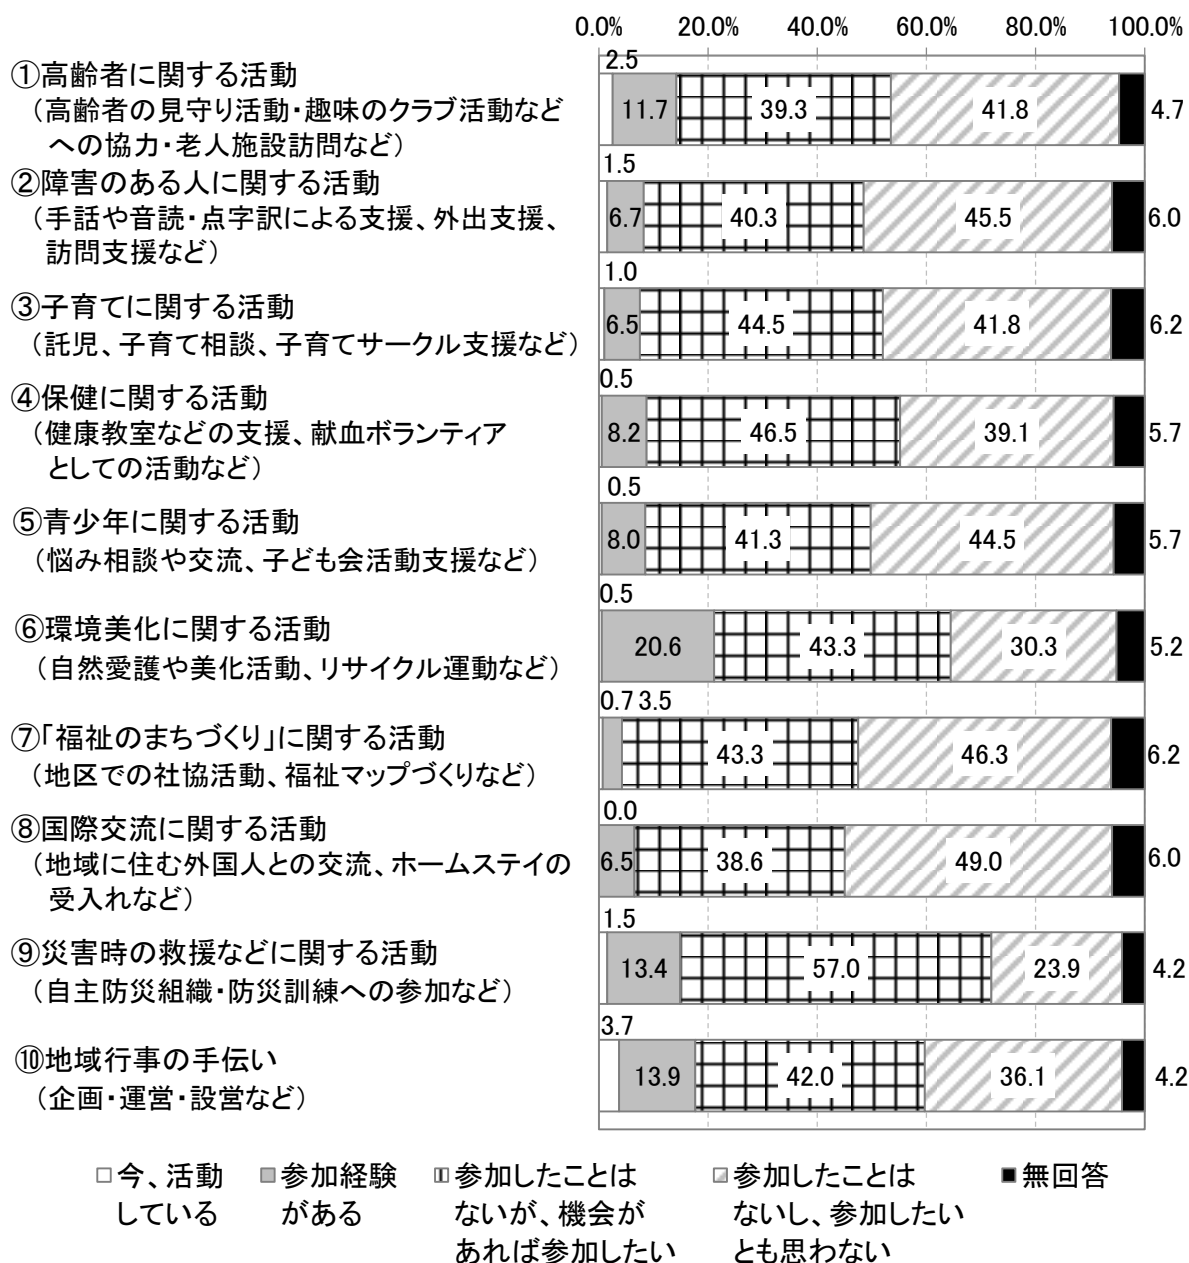 0.0% 20.0% 40.0% 60.0% 80.0% 100.0%
2.5
①高齢者に関する活動
（高齢者の見守り活動・趣味のクラブ活動など
への協力・老人施設訪問など）
11.7 39.3 41.8 4.7
1.5
②障害のある人に関する活動
（手話や音読・点字訳による支援、外出支援、
訪問支援など）
6.7 40.3 45.5 6.0
1.0
③子育てに関する活動
（託児、子育て相談、子育てサークル支援など）
6.5 44.5 41.8 6.2
0.5
④保健に関する活動
（健康教室などの支援、献血ボランティア
としての活動など）
8.2 46.5 39.1 5.7
0.5
⑤青少年に関する活動
（悩み相談や交流、子ども会活動支援など）
8.0 41.3 44.5 5.7
0.5
⑥環境美化に関する活動
（自然愛護や美化活動、リサイクル運動など）
20.6 43.3 30.3 5.2
0.7 3.5
⑦「福祉のまちづくり」に関する活動
（地区での社協活動、福祉マップづくりなど）
43.3 46.3 6.2
0.0
⑧国際交流に関する活動
（地域に住む外国人との交流、ホームステイの
受入れなど）
6.5 38.6 49.0 6.0
1.5
⑨災害時の救援などに関する活動
（自主防災組織・防災訓練への参加など）
13.4 57.0 23.9 4.2
3.7
⑩地域行事の手伝い
（企画・運営・設営など）
13.9 42.0 36.1 4.2
今、活動
している
参加経験
がある
参加したことは
ないが、機会が
あれば参加したい
参加したことは
ないし、参加したい
とも思わない
無回答